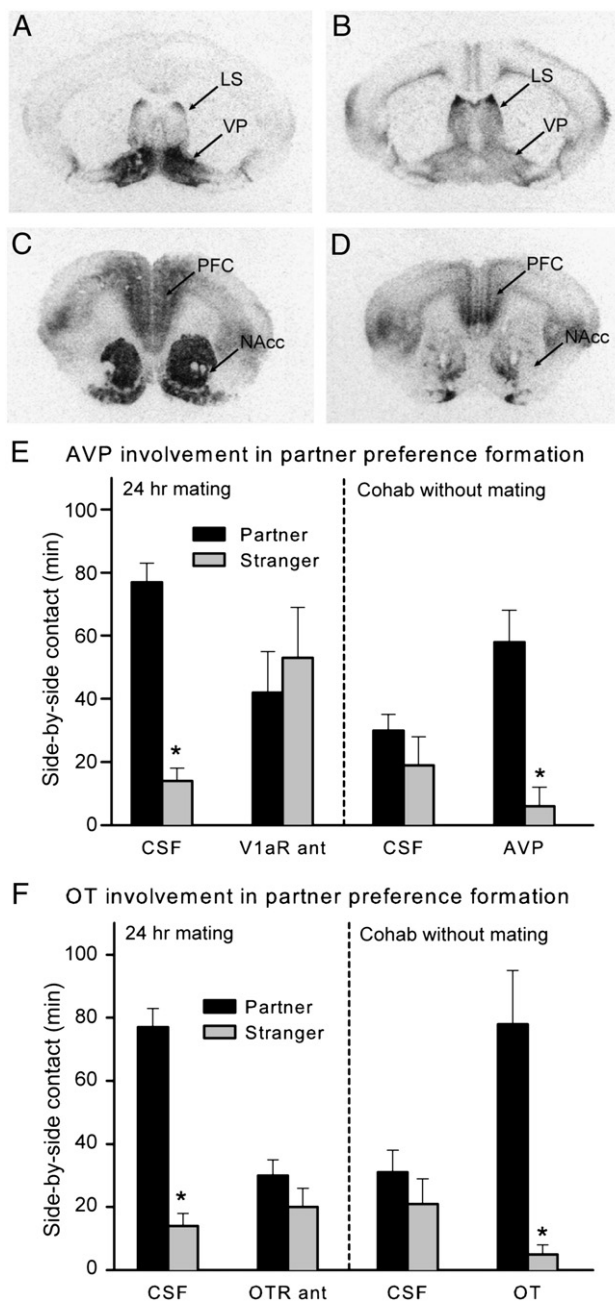 A
LS
VP
B
LS
VP
C
PFC
NAcc
D
PFC
NAcc
E AVP involvement in partner preference formation
24 hr mating
Cohab without mating
Partner
Stranger
Side-by-side contact (min)
100
80
60
40
20
0
*
*
CSF V1aR ant CSF AVP
F OT involvement in partner preference formation
24 hr mating
Cohab without mating
Partner
Stranger
Side-by-side contact (min)
100
80
60
40
20
0
*
*
CSF OTR ant CSF OT